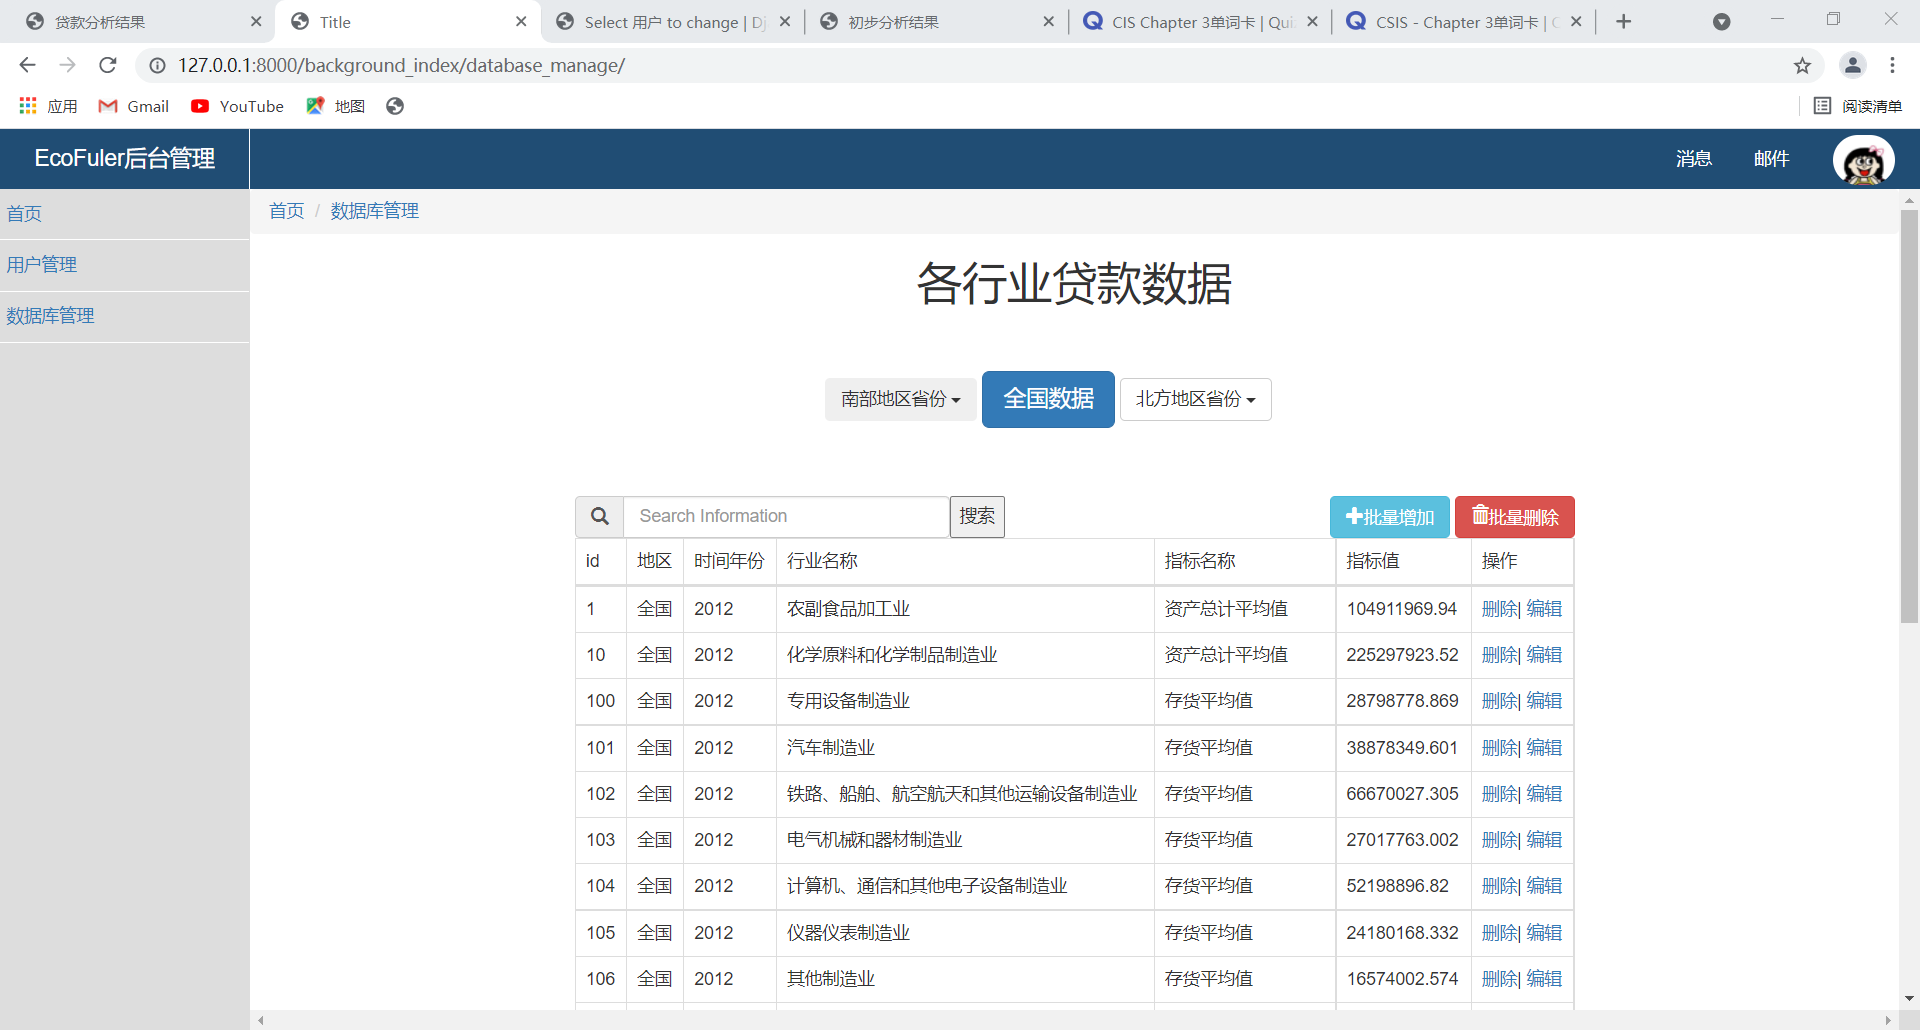 贷款分析结果 Title Select 用户 to change | Dj 初步分析结果 CIS Chapter 3单词卡 | Qui CSIS - Chapter 3单词卡 |
127.0.0.1:8000/background_index/database_manage/
应用 Gmail YouTube 地图 阅读清单
EcoFuler后台管理 消息 邮件
首页
用户管理
数据库管理
首页 / 数据库管理
各行业贷款数据
南部地区省份 全国数据 北方地区省份
Search Information 搜索 批量增加 批量删除
id 地区 时间年份 行业名称 指标名称 指标值 操作
1 全国 2012 农副食品加工业 资产总计平均值 104911969.94 删除| 编辑
10 全国 2012 化学原料和化学制品制造业 资产总计平均值 225297923.52 删除| 编辑
100 全国 2012 专用设备制造业 存货平均值 28798778.869 删除| 编辑
101 全国 2012 汽车制造业 存货平均值 38878349.601 删除| 编辑
102 全国 2012 铁路、船舶、航空航天和其他运输设备制造业 存货平均值 66670027.305 删除| 编辑
103 全国 2012 电气机械和器材制造业 存货平均值 27017763.002 删除| 编辑
104 全国 2012 计算机、通信和其他电子设备制造业 存货平均值 52198896.82 删除| 编辑
105 全国 2012 仪器仪表制造业 存货平均值 24180168.332 删除| 编辑
106 全国 2012 其他制造业 存货平均值 16574002.574 删除| 编辑